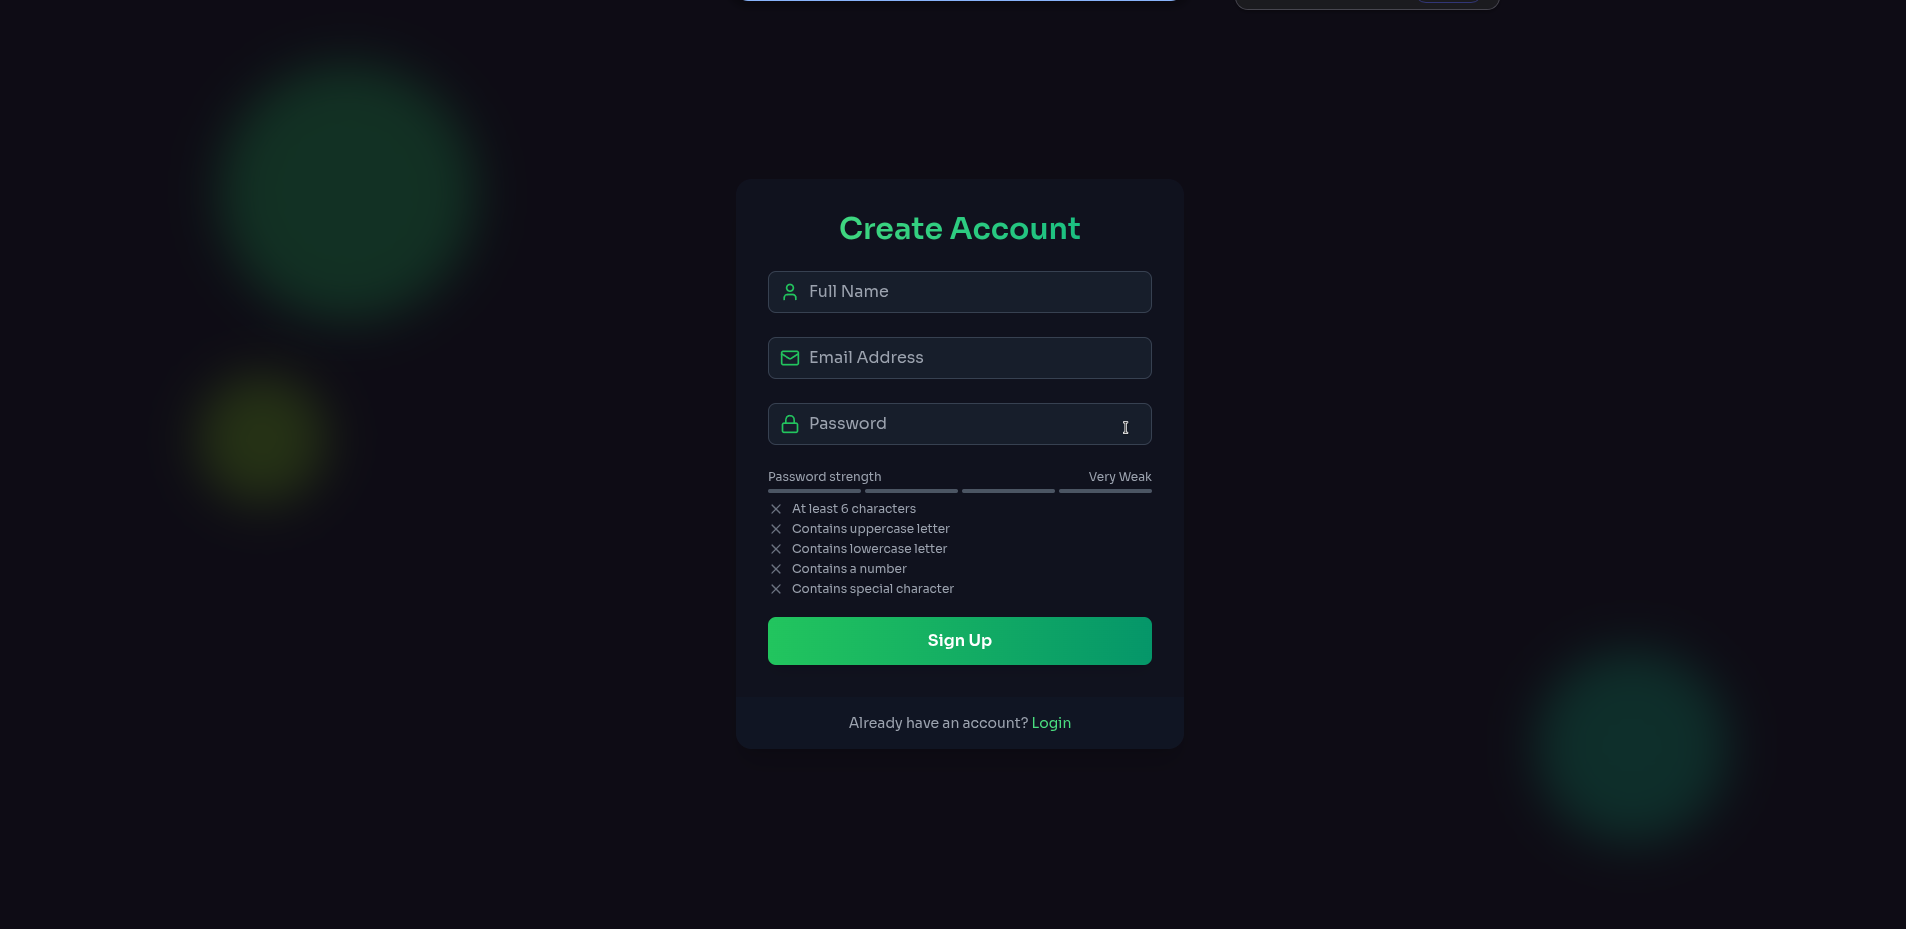 Create Account
Full Name
Email Address
Password
Password strength Very Weak
At least 6 characters
Contains uppercase letter
Contains lowercase letter
Contains a number
Contains special character
Sign Up
Already have an account? Login